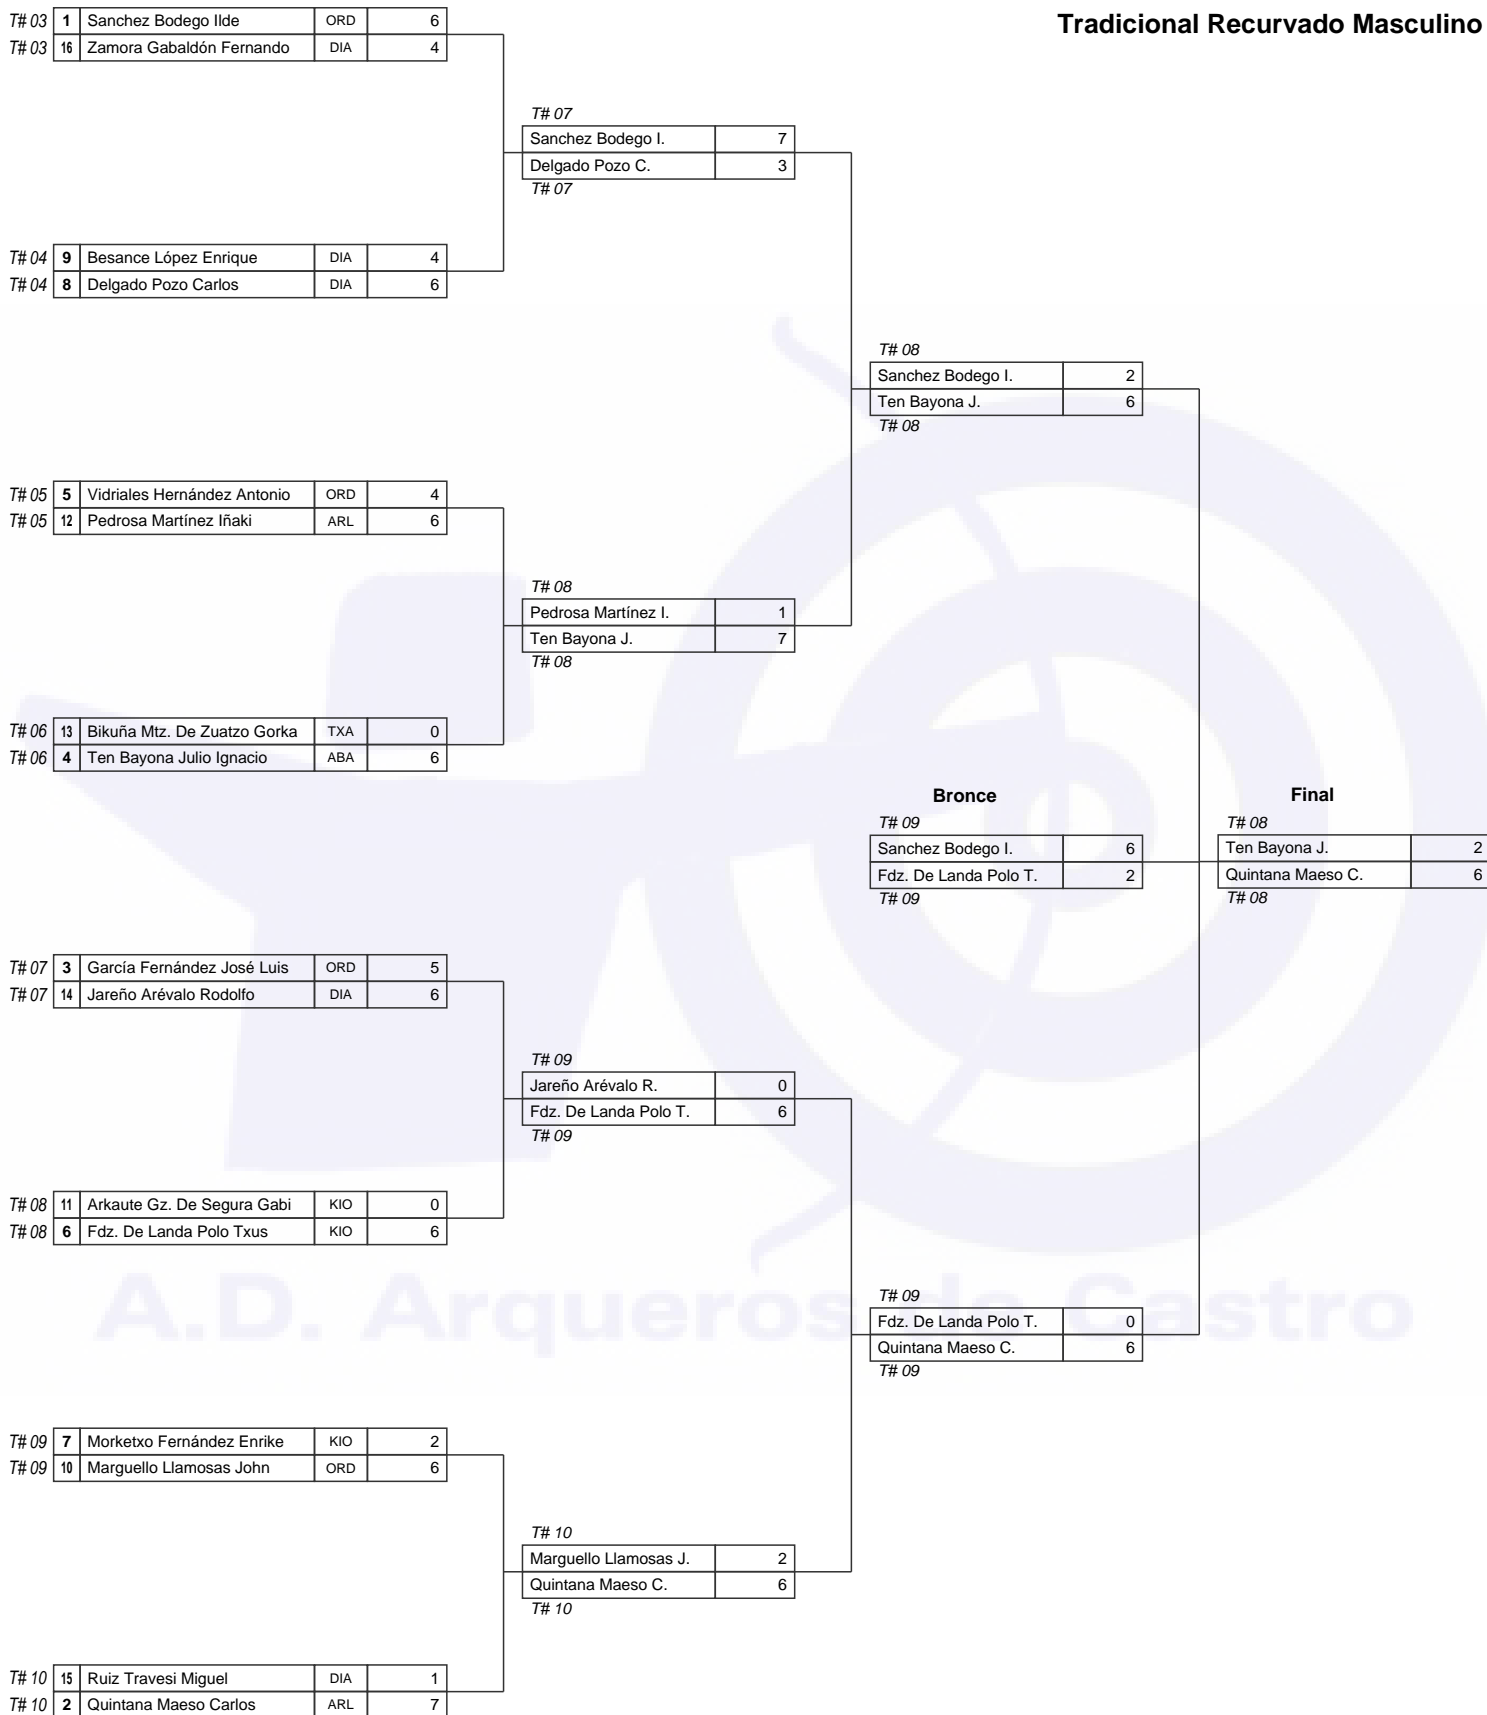 Tradicional Recurvado Masculino
T# 03 1 Sanchez Bodego Ilde ORD 6
T# 03 16 Zamora Gabaldón Fernando DIA 4
T# 07
Sanchez Bodego I. 7
Delgado Pozo C. 3
T# 07
T# 04 9 Besance López Enrique DIA 4
T# 04 8 Delgado Pozo Carlos DIA 6
T# 08
Sanchez Bodego I. 2
Ten Bayona J. 6
T# 08
T# 05 5 Vidriales Hernández Antonio ORD 4
T# 05 12 Pedrosa Martínez Iñaki ARL 6
T# 08
Pedrosa Martínez I. 1
Ten Bayona J. 7
T# 08
T# 06 13 Bikuña Mtz. De Zuatzo Gorka TXA 0
T# 06 4 Ten Bayona Julio Ignacio ABA 6
Bronce
T# 09
Sanchez Bodego I. 6
Fdz. De Landa Polo T. 2
T# 09
Final
T# 08
Ten Bayona J. 2
Quintana Maeso C. 6
T# 08
T# 07 3 García Fernández José Luis ORD 5
T# 07 14 Jareño Arévalo Rodolfo DIA 6
T# 09
Jareño Arévalo R. 0
Fdz. De Landa Polo T. 6
T# 09
T# 08 11 Arkaute Gz. De Segura Gabi KIO 0
T# 08 6 Fdz. De Landa Polo Txus KIO 6
A.D. Arqueros de Castro
T# 09
Fdz. De Landa Polo T. 0
Quintana Maeso C. 6
T# 09
T# 09 7 Morketxo Fernández Enrike KIO 2
T# 09 10 Marguello Llamosas John ORD 6
T# 10
Marguello Llamosas J. 2
Quintana Maeso C. 6
T# 10
T# 10 15 Ruiz Travesi Miguel DIA 1
T# 10 2 Quintana Maeso Carlos ARL 7